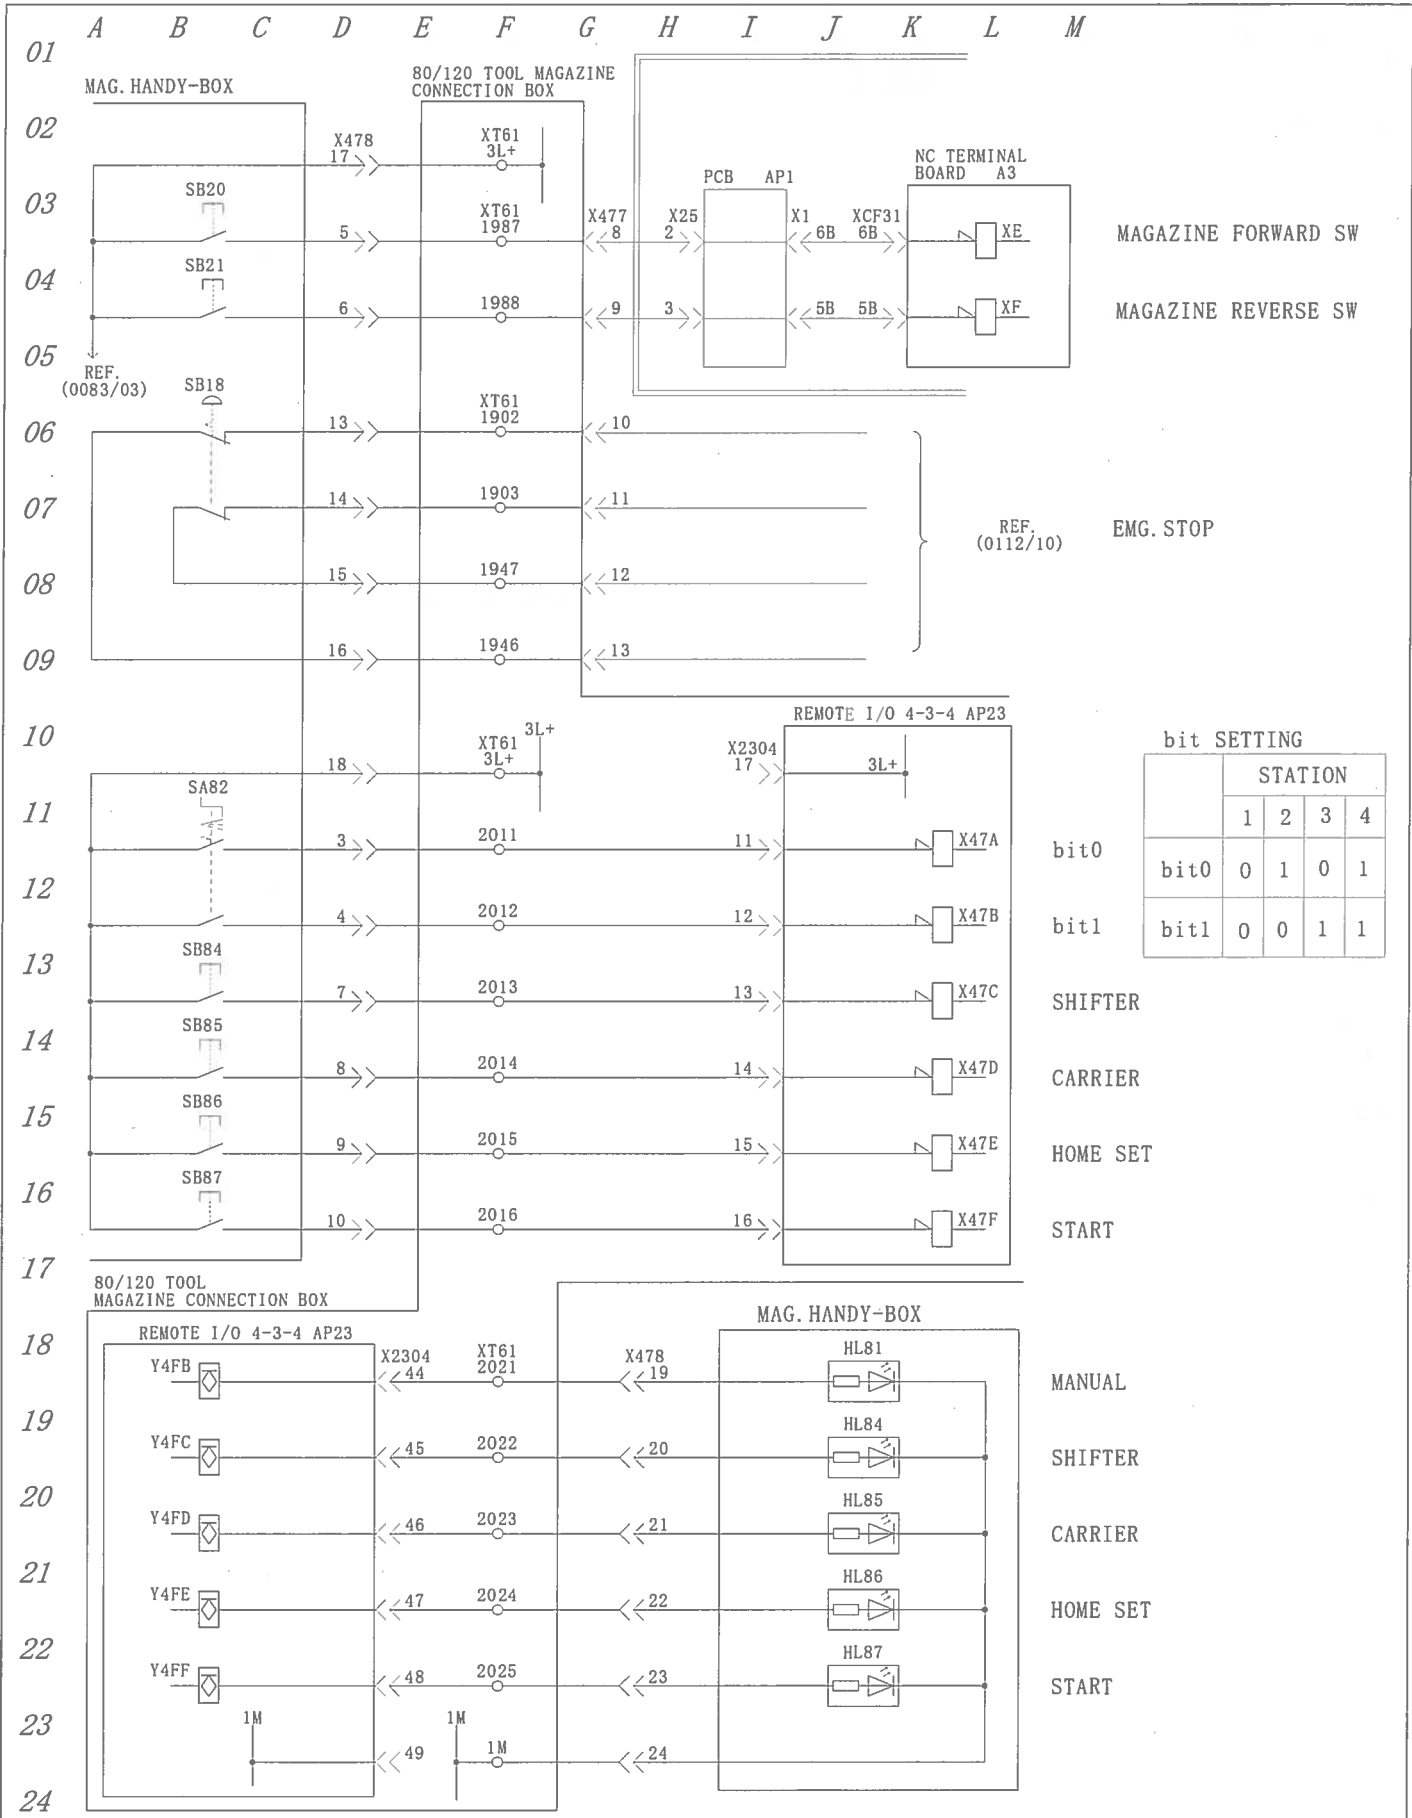 A B C D E F G H I J K L M
01
MAG.HANDY-BOX
80/120 TOOL MAGAZINE
CONNECTION BOX
02
X478
17
XT61
3L+
NC TERMINAL
BOARD A3
PCB AP1
03
SB20
5
XT61
1987
X477
8
X25
2
X1
6B
XCF31
6B
XE
MAGAZINE FORWARD SW
04
SB21
6
1988
9
3
5B
5B
XF
MAGAZINE REVERSE SW
05
REF.
(0083/03)
SB18
06
13
XT61
1902
10
07
14
1903
11
REF.
(0112/10)
EMG.STOP
08
15
1947
12
09
16
1946
13
REMOTE I/O 4-3-4 AP23
10
18
XT61
3L+
3L+
X2304
17
3L+
bit SETTING
STATION
1 2 3 4
bit0 0 1 0 1
bit1 0 0 1 1
11
SA82
3
2011
11
X47A
bit0
12
4
2012
12
X47B
bit1
13
SB84
7
2013
13
X47C
SHIFTER
14
SB85
8
2014
14
X47D
CARRIER
15
SB86
9
2015
15
X47E
HOME SET
16
SB87
10
2016
16
X47F
START
17
80/120 TOOL
MAGAZINE CONNECTION BOX
MAG.HANDY-BOX
18
REMOTE I/O 4-3-4 AP23
Y4FB
X2304
44
XT61
2021
X478
19
HL81
MANUAL
19
Y4FC
45
2022
20
HL84
SHIFTER
20
Y4FD
46
2023
21
HL85
CARRIER
21
Y4FE
47
2024
22
HL86
HOME SET
22
Y4FF
48
2025
23
HL87
START
23
1M
49
1M
1M
24
24